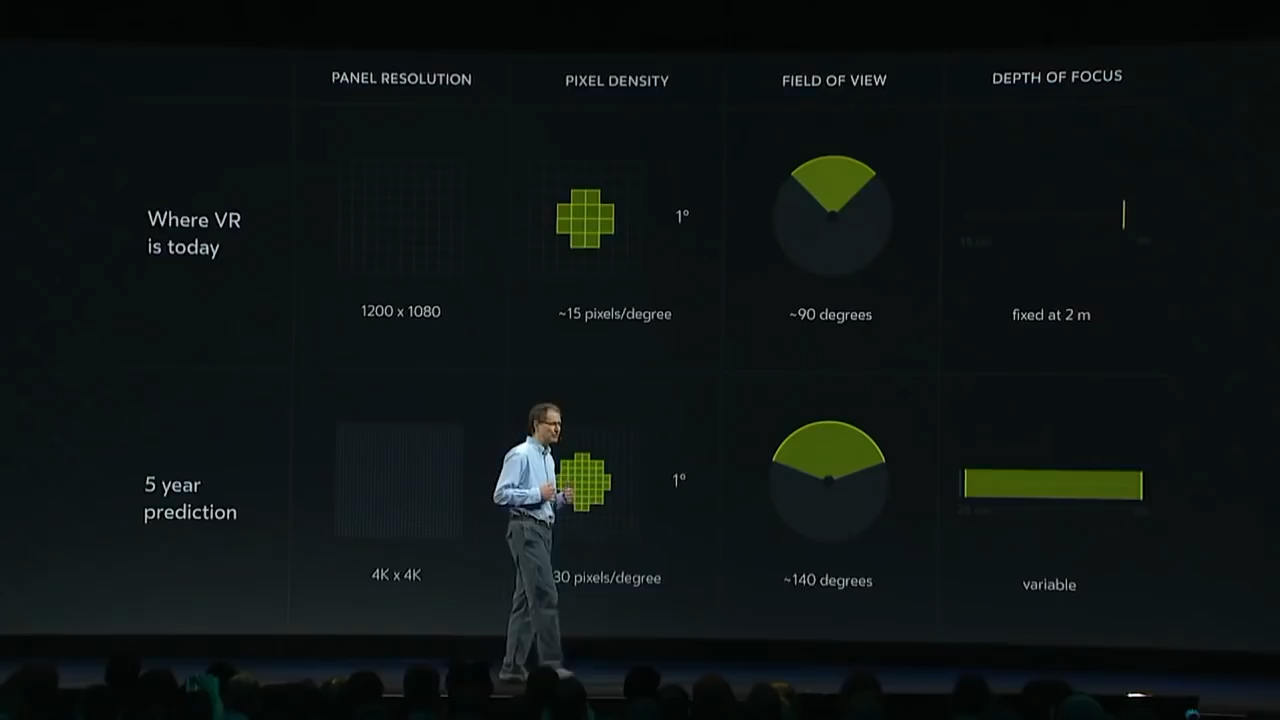 PANEL RESOLUTION PIXEL DENSITY FIELD OF VIEW DEPTH OF FOCUS
Where VR
is today
1°
1200 x 1080 ~15 pixels/degree ~90 degrees fixed at 2 m
5 year
prediction
1°
4K x 4K 30 pixels/degree ~140 degrees variable